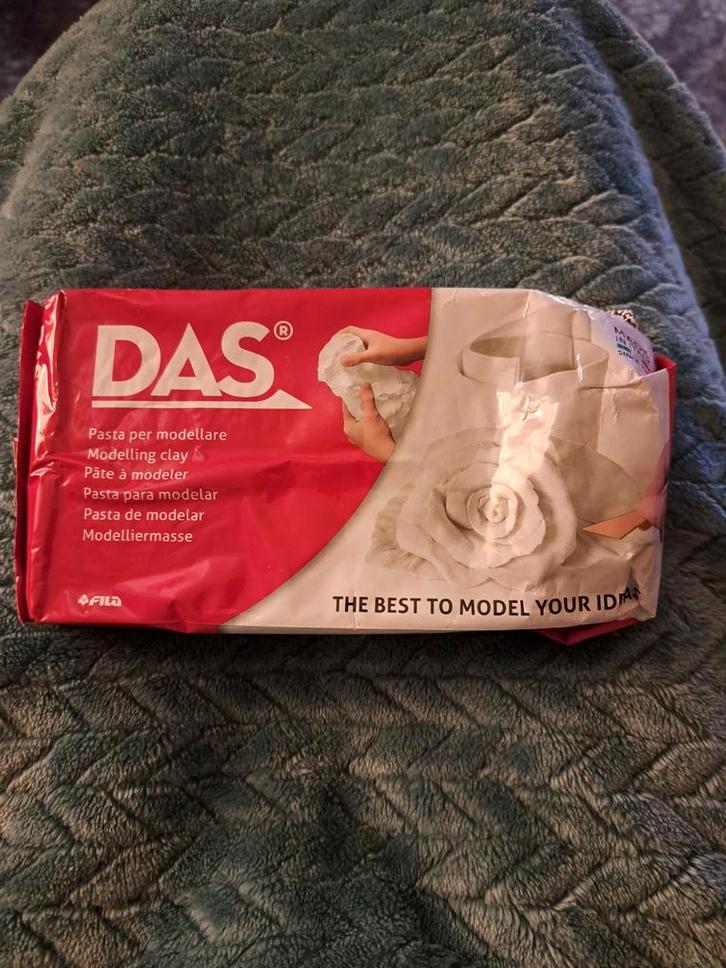 DAS®
Pasta per modellare
Modelling clay
Pâte à modeler
Pasta para modelar
Pasta de modelar
Modelliermasse
FILA
THE BEST TO MODEL YOUR